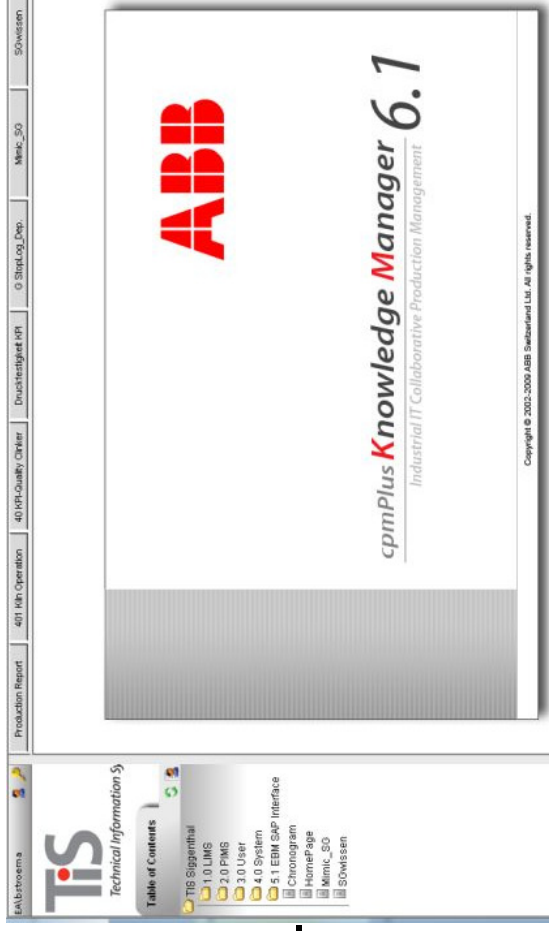 EA\bstroema
Production Report
401 Kiln Operation
40 KPI-Quality Clinker
Druckfestigkeit KPI
G StopLog_Dep.
Mimic_SG
SGwissen
TiS
Technical Information Sy
Table of Contents
TIS Siggenthal
1.0 LIMS
2.0 PIMS
3.0 User
4.0 System
5.1 EBM SAP Interface
Chronogram
HomePage
Mimic_SG
SGwissen
ABB
cpmPlus Knowledge Manager 6.1
Industrial IT Collaborative Production Management
Copyright © 2002-2009 ABB Switzerland Ltd. All rights reserved.